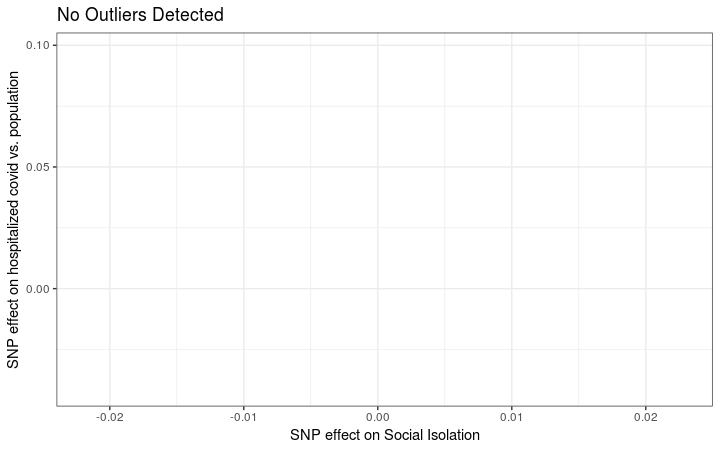 No Outliers Detected
SNP effect on hospitalized covid vs. population
0.10
0.05
0.00
-0.02
-0.01
0.00
0.01
0.02
SNP effect on Social Isolation